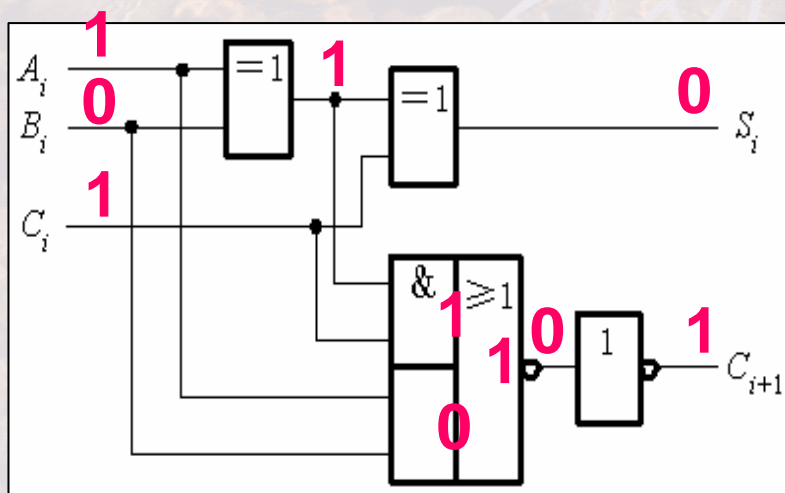 1
A_i =1 1 =1 0
B_i 0 S_i
1
C_i
& ≥1
1 0 1 1
1 C_{i+1}
0